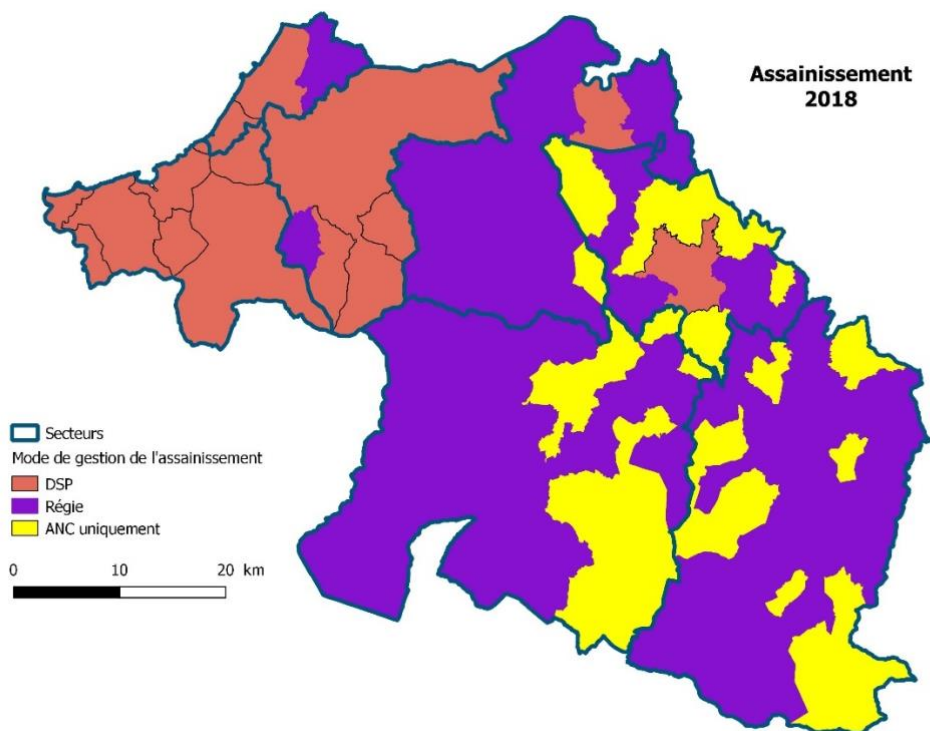 Assainissement
2018
Secteurs
Mode de gestion de l'assainissement
DSP
Régie
ANC uniquement
0 10 20 km